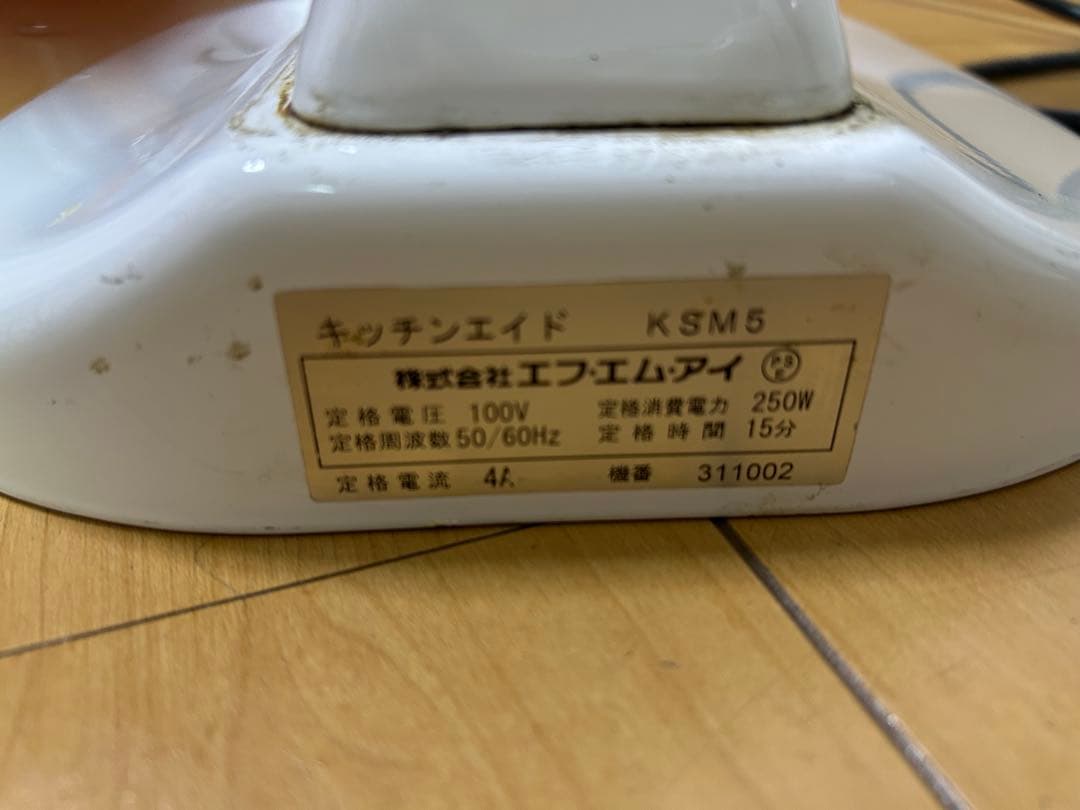 キッチンエイド KSM5
株式会社 エフ・エム・アイ PSE
定格電圧 100V 定格消費電力 250W
定格周波数 50/60Hz 定格時間 15分
定格電流 4A 機番 311002